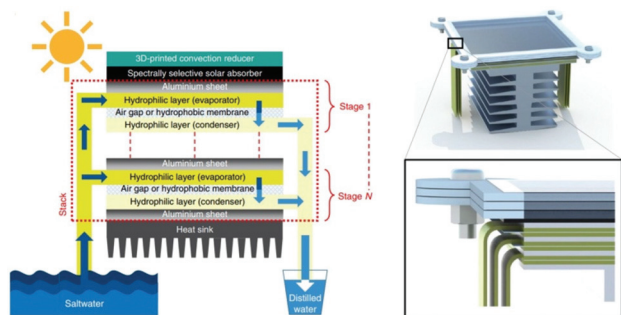 3D-printed convection reducer
Spectrally selective solar absorber
Aluminium sheet
Hydrophilic layer (evaporator)
Air gap or hydrophobic membrane
Hydrophilic layer (condenser)
Stage 1
Aluminium sheet
Hydrophilic layer (evaporator)
Air gap or hydrophobic membrane
Hydrophilic layer (condenser)
Stage N
Aluminium sheet
Stack
Heat sink
Saltwater
Distilled
water